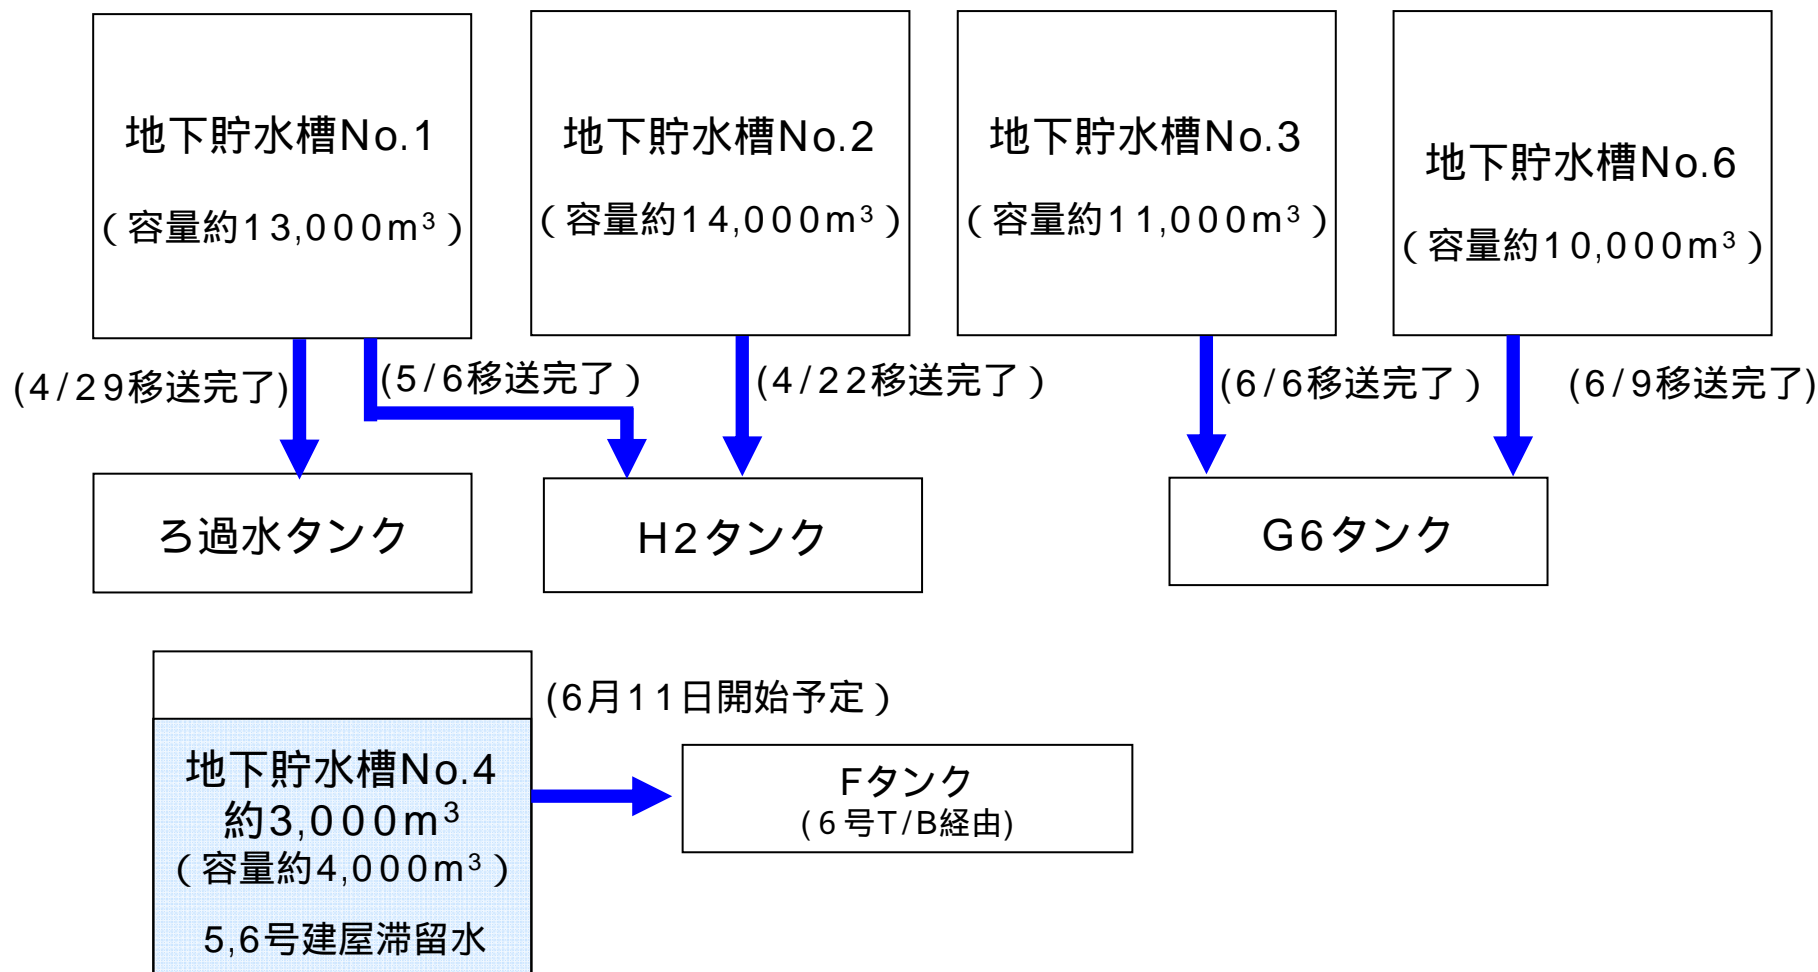 地下貯水槽No.1
（容量約13,000m³）
地下貯水槽No.2
（容量約14,000m³）
地下貯水槽No.3
（容量約11,000m³）
地下貯水槽No.6
（容量約10,000m³）
(4/29移送完了)
(5/6移送完了）
(4/22移送完了）
(6/6移送完了）
(6/9移送完了)
ろ過水タンク
H2タンク
G6タンク
(6月11日開始予定）
地下貯水槽No.4
約3,000m³
（容量約4,000m³）
5,6号建屋滞留水
Fタンク
(６号T/B経由)